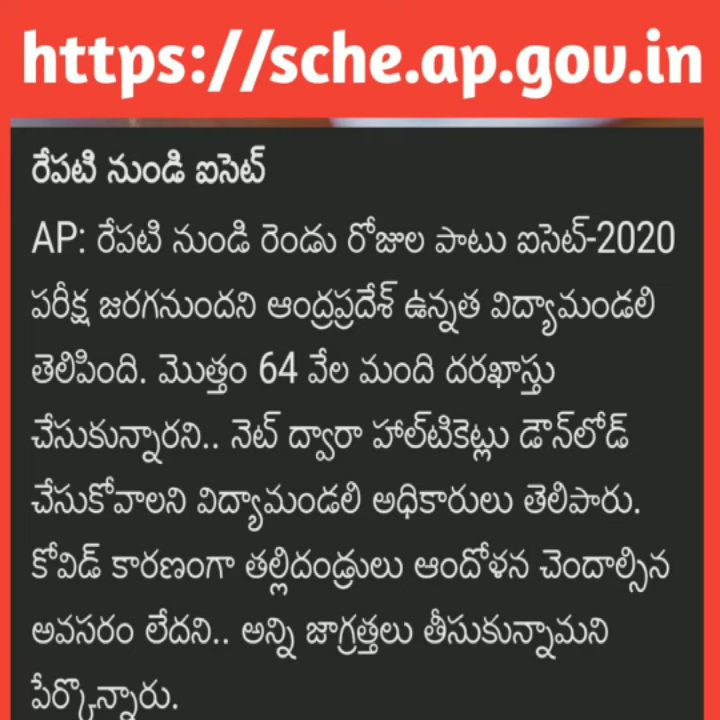 https://sche.ap.gov.in
రేపటి నుండి ఐసెట్
AP: రేపటి నుండి రెండు రోజుల పాటు ఐసెట్-2020
పరీక్ష జరగనుందని ఆంధ్రప్రదేశ్ ఉన్నత విద్యామండలి
తెలిపింది. మొత్తం 64 వేల మంది దరఖాస్తు
చేసుకున్నారని.. నెట్ ద్వారా హాల్‌టికెట్లు డౌన్‌లోడ్
చేసుకోవాలని విద్యామండలి అధికారులు తెలిపారు.
కోవిడ్ కారణంగా తల్లిదండ్రులు ఆందోళన చెందాల్సిన
అవసరం లేదని.. అన్ని జాగ్రత్తలు తీసుకున్నామని
పేర్కొన్నారు.